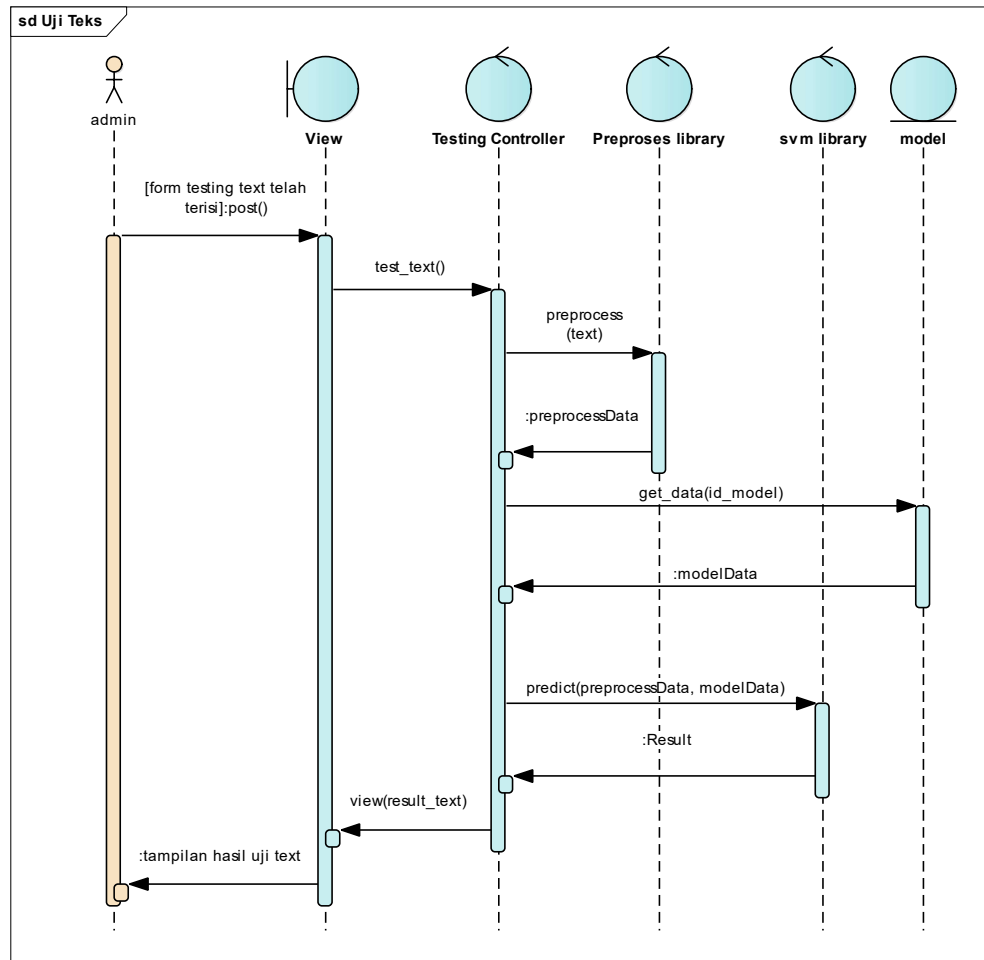 sd Uji Teks
admin
View
Testing Controller
Preproses library
svm library
model
[form testing text telah
terisi]:post()
test_text()
preprocess
(text)
:preprocessData
get_data(id_model)
:modelData
predict(preprocessData, modelData)
:Result
view(result_text)
:tampilan hasil uji text